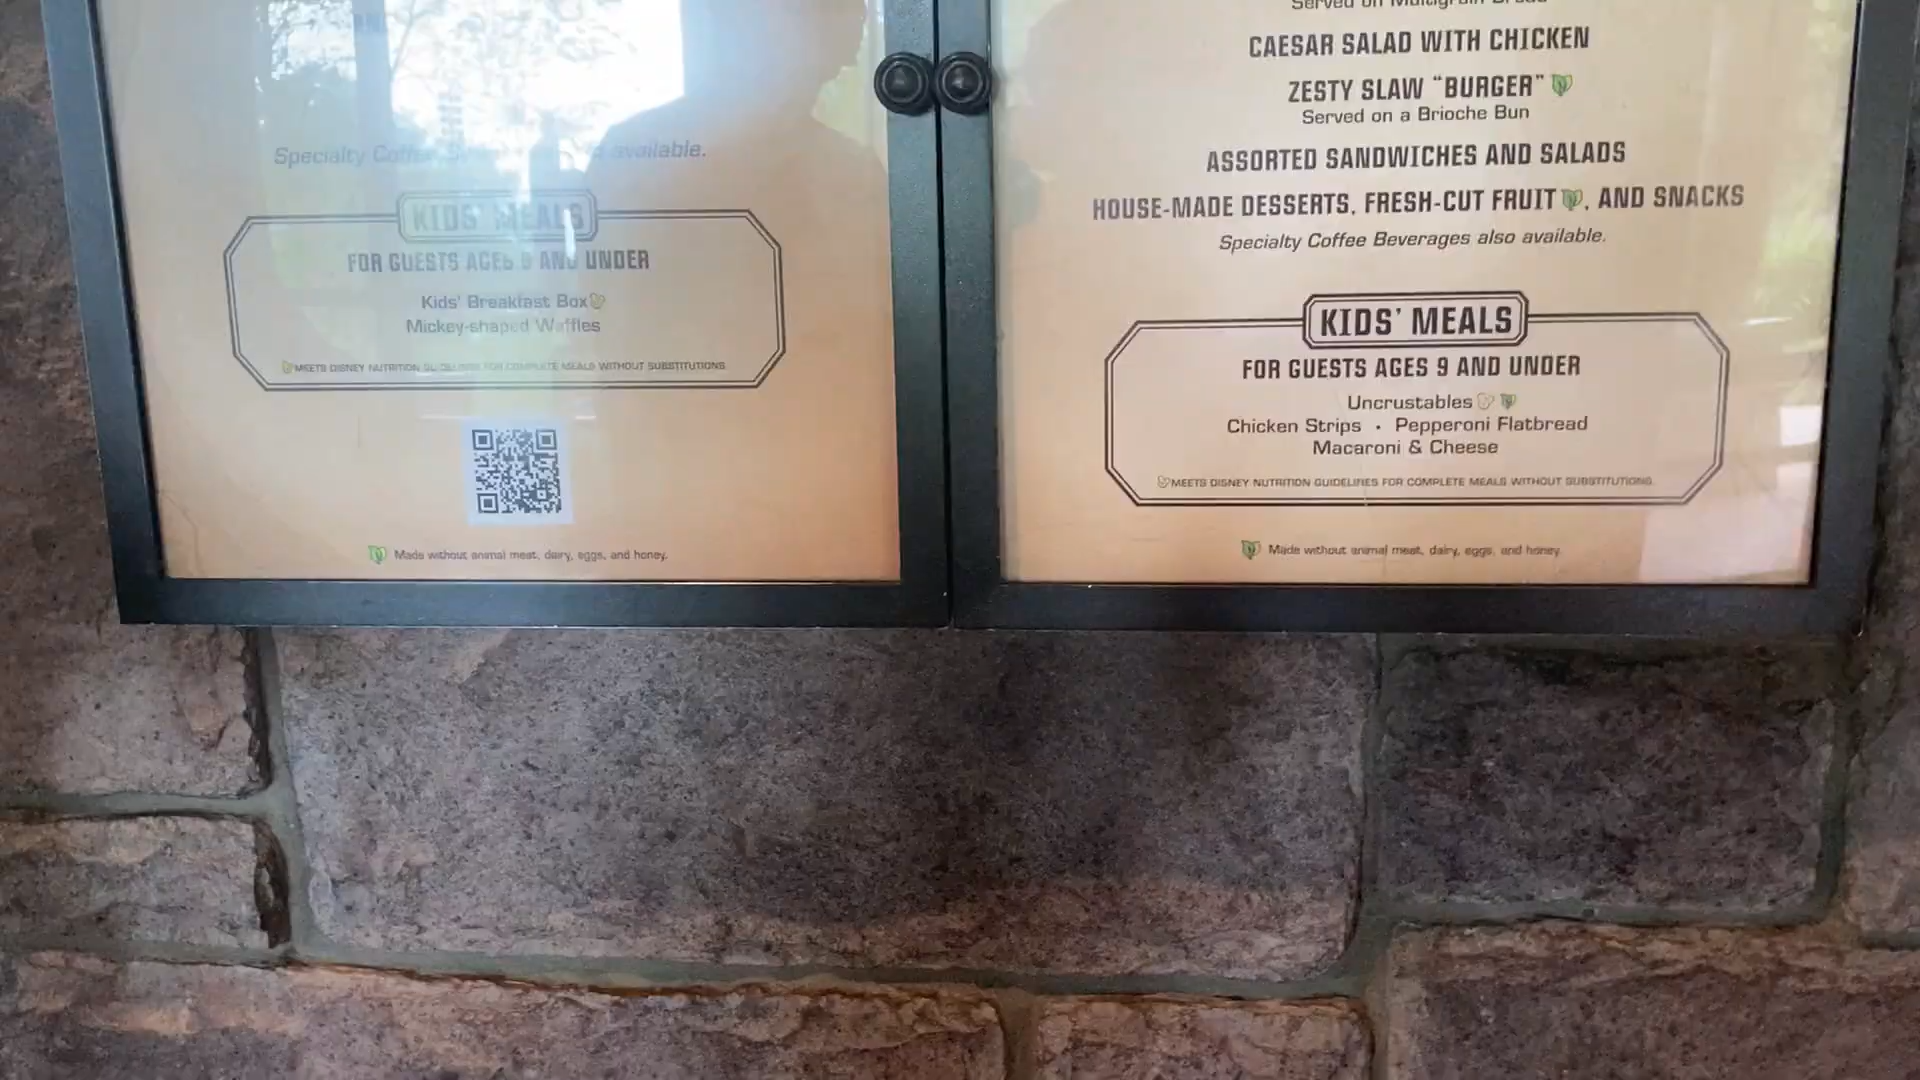 Specialty Coffee available.
KIDS' MEALS
FOR GUESTS AGES 9 AND UNDER
Kids' Breakfast Box
Mickey-shaped Waffles
MEETS DISNEY NUTRITION GUIDELINES FOR COMPLETE MEALS WITHOUT SUBSTITUTIONS.
Made without animal meat, dairy, eggs, and honey.
Served on Multigrain Bread
CAESAR SALAD WITH CHICKEN
ZESTY SLAW "BURGER"
Served on a Brioche Bun
ASSORTED SANDWICHES AND SALADS
HOUSE-MADE DESSERTS, FRESH-CUT FRUIT, AND SNACKS
Specialty Coffee Beverages also available.
KIDS' MEALS
FOR GUESTS AGES 9 AND UNDER
Uncrustables
Chicken Strips • Pepperoni Flatbread
Macaroni & Cheese
MEETS DISNEY NUTRITION GUIDELINES FOR COMPLETE MEALS WITHOUT SUBSTITUTIONS.
Made without animal meat, dairy, eggs, and honey.